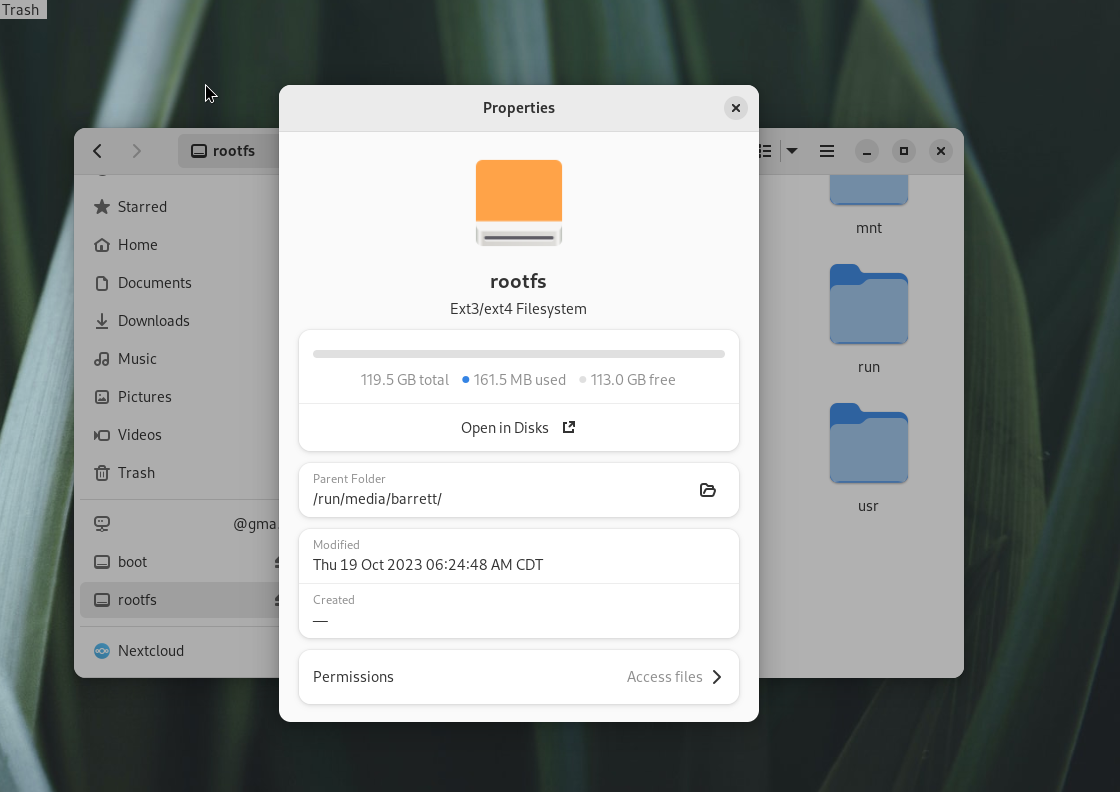 Trash
Properties
rootfs
Starred
Home
Documents
Downloads
Music
Pictures
Videos
Trash
@gma
boot
rootfs
Nextcloud
rootfs
Ext3/ext4 Filesystem
119.5 GB total 161.5 MB used 113.0 GB free
Open in Disks
Parent Folder
/run/media/barrett/
Modified
Thu 19 Oct 2023 06:24:48 AM CDT
Created
—
Permissions Access files
mnt
run
usr